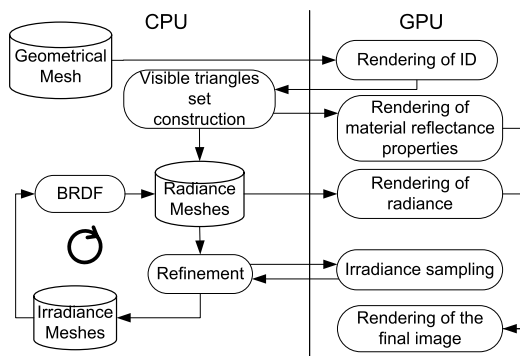 CPU
GPU
Geometrical
Mesh
Rendering of ID
Visible triangles
set
construction
Rendering of
material reflectance
properties
BRDF
Radiance
Meshes
Rendering of
radiance
Refinement
Irradiance sampling
Irradiance
Meshes
Rendering of the
final image